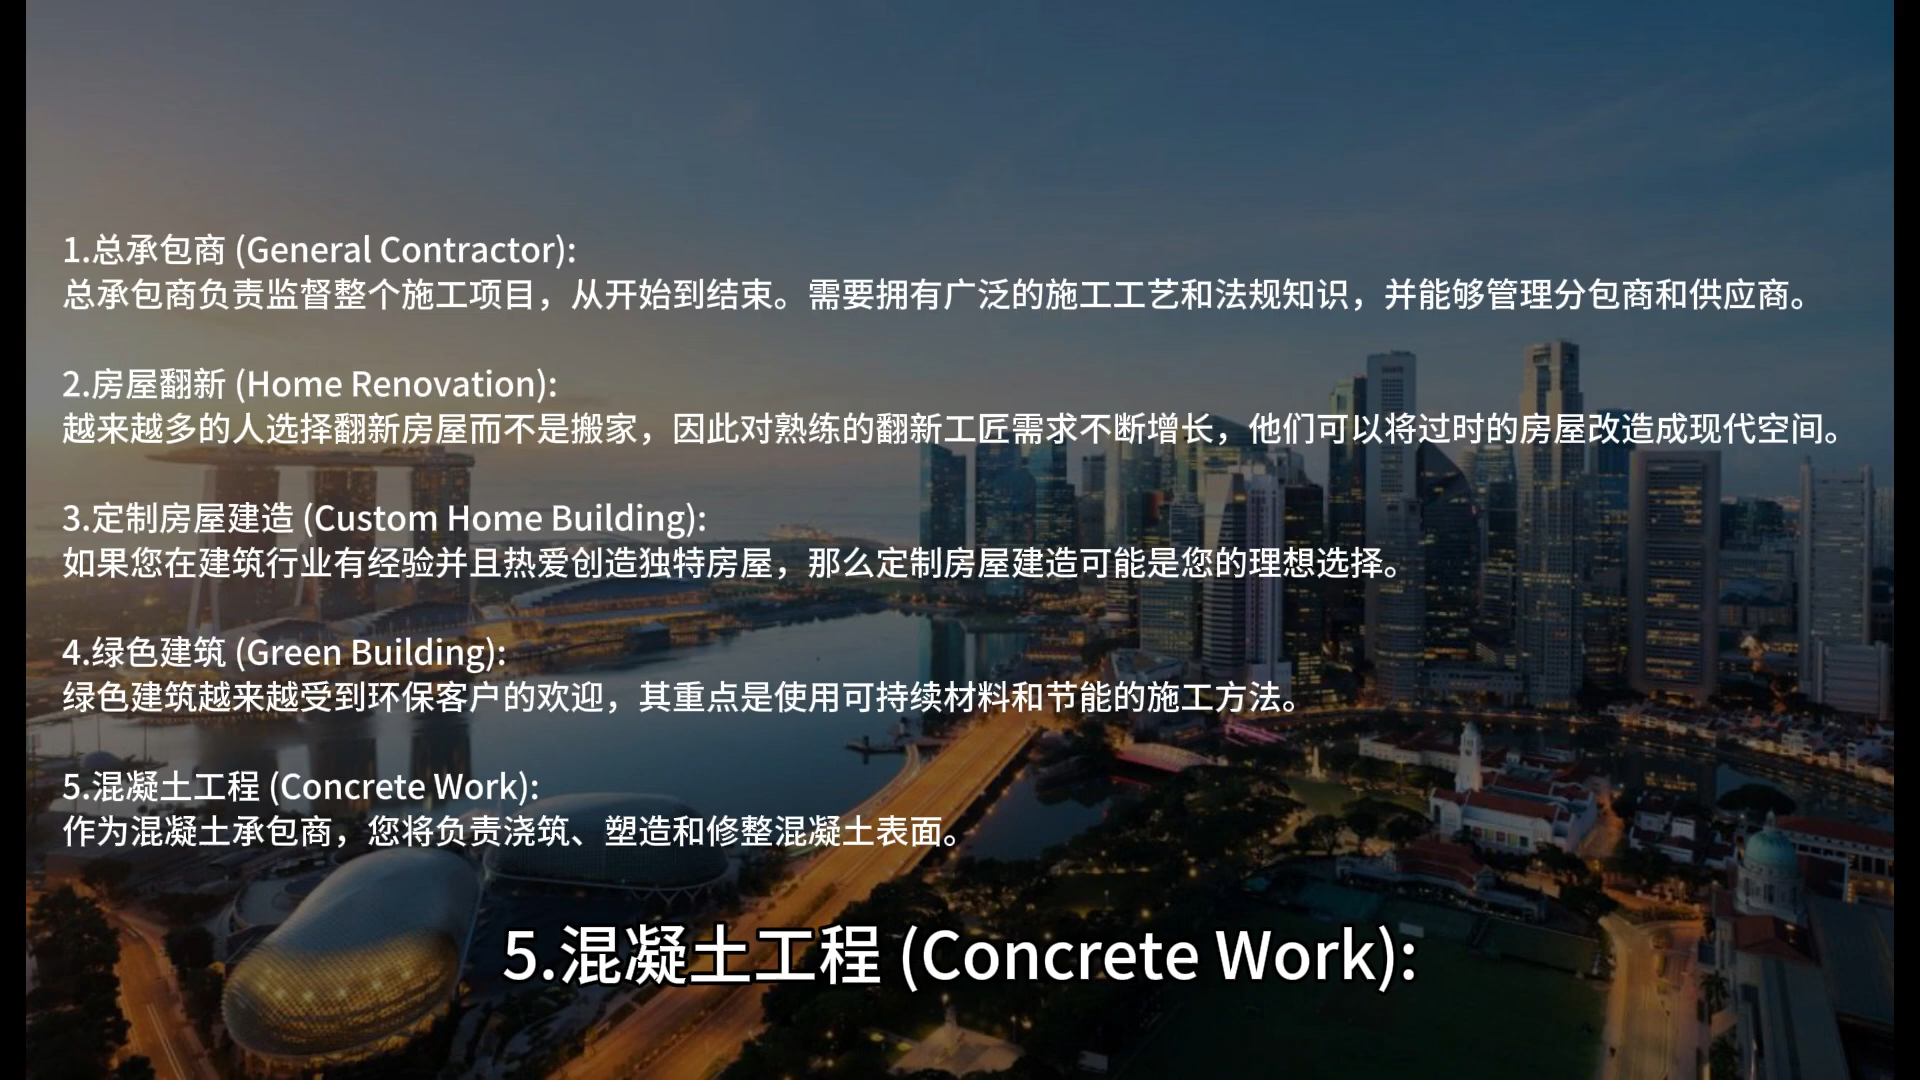 1.总承包商 (General Contractor):
总承包商负责监督整个施工项目，从开始到结束。需要拥有广泛的施工工艺和法规知识，并能够管理分包商和供应商。
2.房屋翻新 (Home Renovation):
越来越多的人选择翻新房屋而不是搬家，因此对熟练的翻新工匠需求不断增长，他们可以将过时的房屋改造成现代空间。
3.定制房屋建造 (Custom Home Building):
如果您在建筑行业有经验并且热爱创造独特房屋，那么定制房屋建造可能是您的理想选择。
4.绿色建筑 (Green Building):
绿色建筑越来越受到环保客户的欢迎，其重点是使用可持续材料和节能的施工方法。
5.混凝土工程 (Concrete Work):
作为混凝土承包商，您将负责浇筑、塑造和修整混凝土表面。
5.混凝土工程 (Concrete Work):